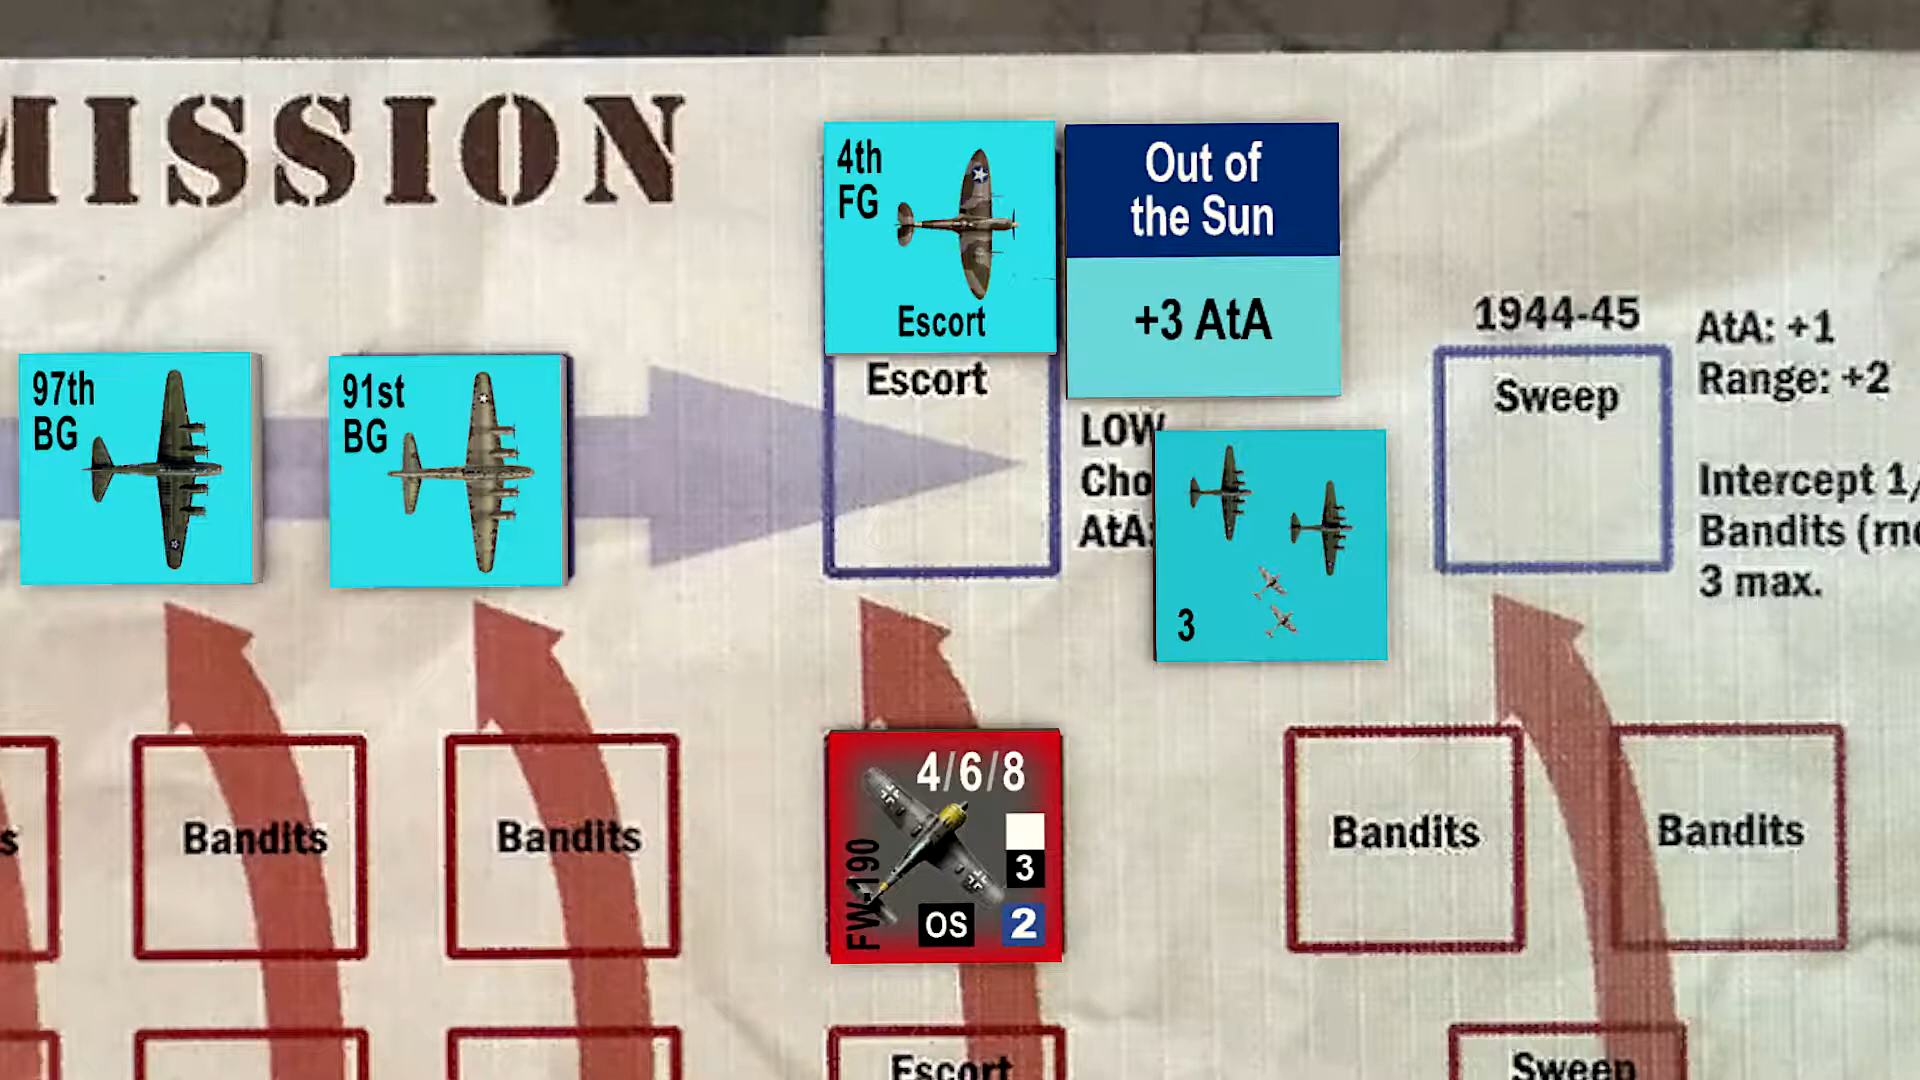 MISSION
4th
FG
Escort
Out of
the Sun
+3 AtA
97th
BG
91st
BG
Escort
LOW
Cho
AtA:
3
1944-45
Sweep
AtA: +1
Range: +2
Intercept 1/
Bandits (rn
3 max.
s
Bandits
Bandits
4/6/8
FW-190
3
OS
2
Bandits
Bandits
Escort
Sweep